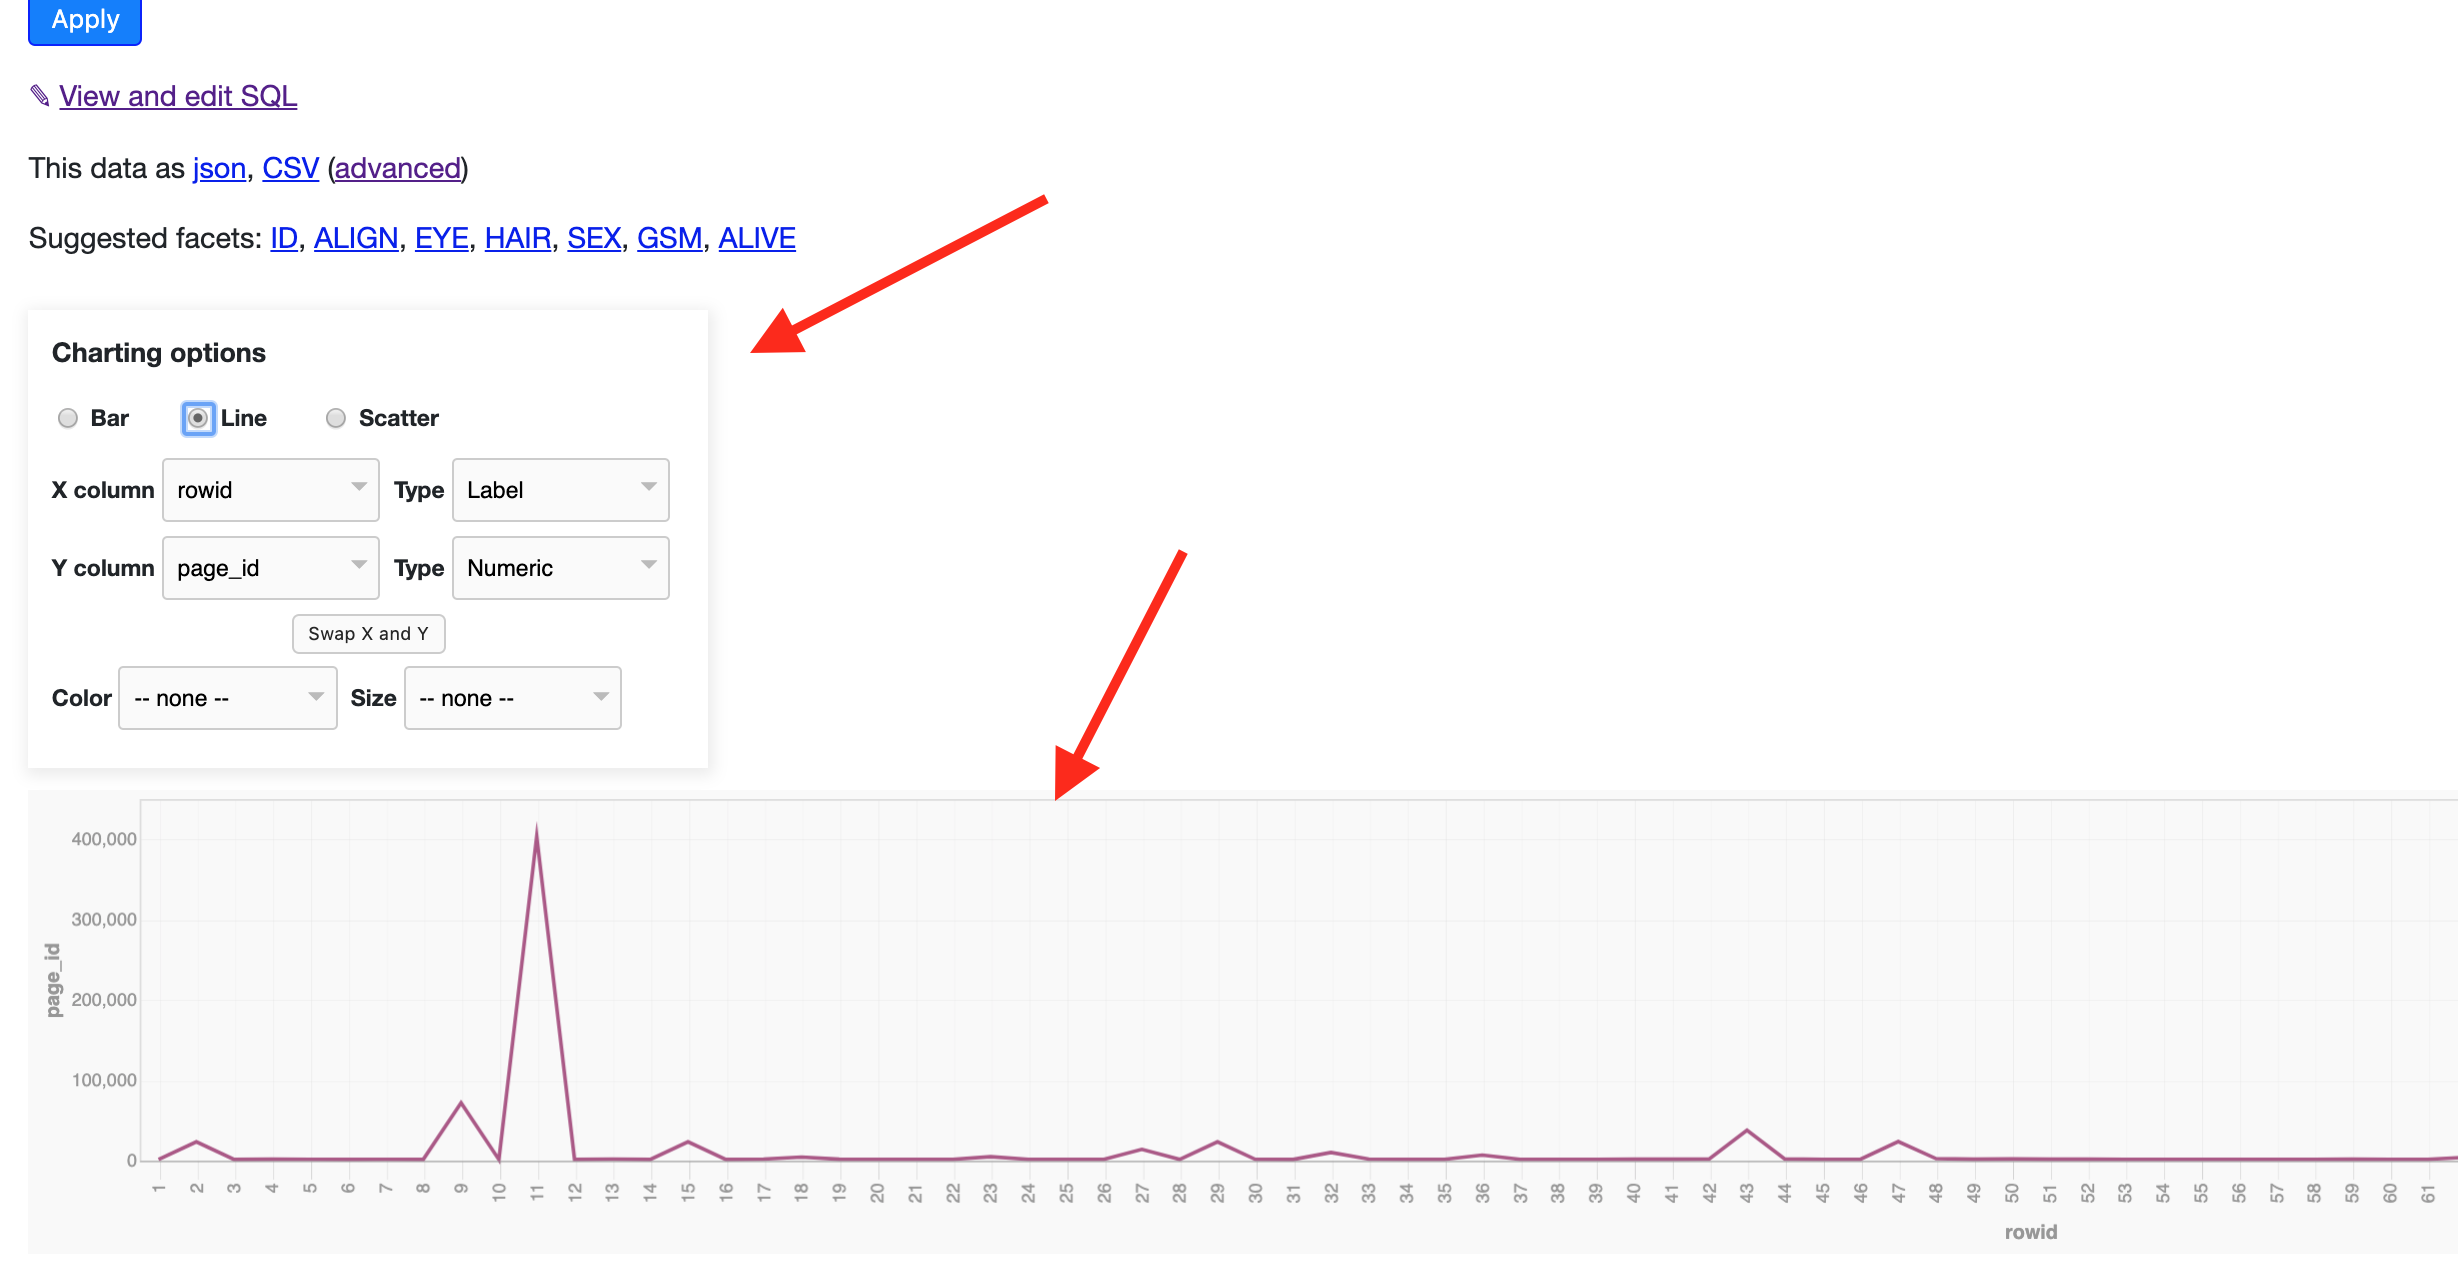 Apply
✎ View and edit SQL
This data as json, CSV (advanced)
Suggested facets: ID, ALIGN, EYE, HAIR, SEX, GSM, ALIVE
Charting options
Bar Line Scatter
X column rowid Type Label
Y column page_id Type Numeric
Swap X and Y
Color -- none -- Size -- none --
400,000
300,000
200,000
100,000
0
page_id
1 2 3 4 5 6 7 8 9 10 11 12 13 14 15 16 17 18 19 20 21 22 23 24 25 26 27 28 29 30 31 32 33 34 35 36 37 38 39 40 41 42 43 44 45 46 47 48 49 50 51 52 53 54 55 56 57 58 59 60 61
rowid